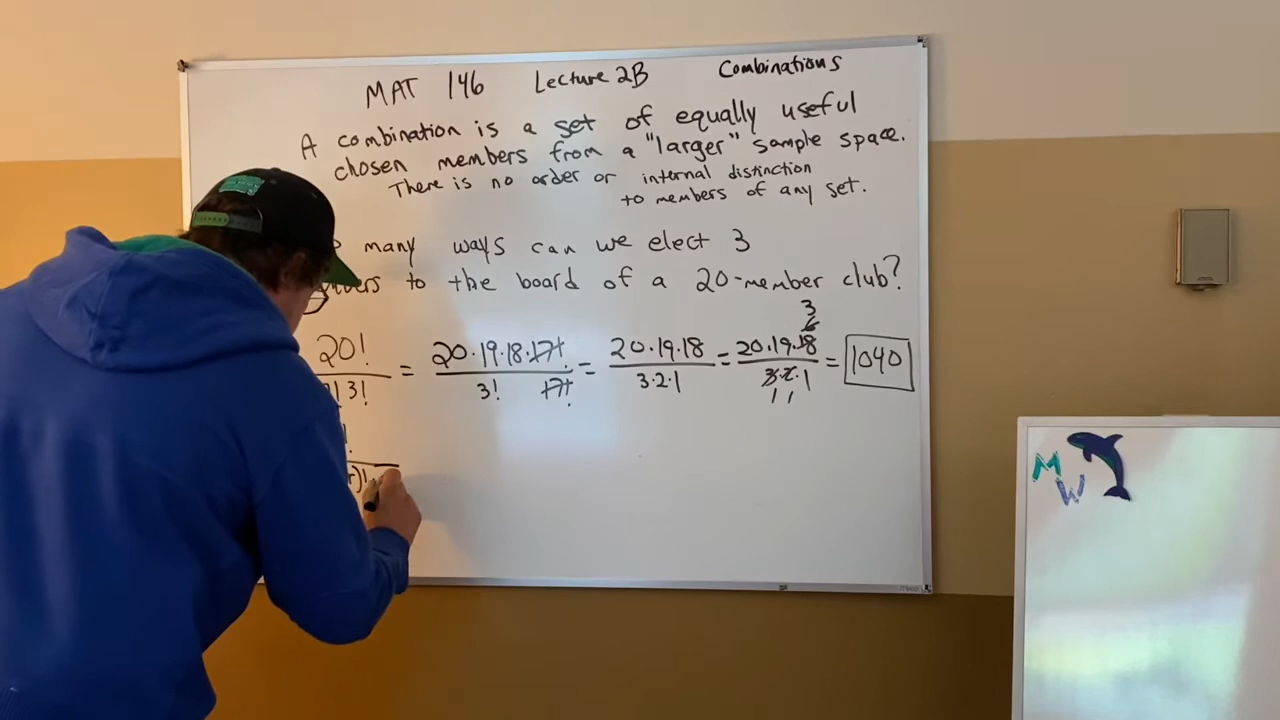 MAT 146 Lecture 2B Combinations
A combination is a set of equally useful
chosen members from a "larger" sample space.
There is no order or internal distinction
to members of any set.
many ways can we elect 3
to the board of a 20-member club?
20! / 3! = 20·19·18·17! / 3! 17! = 20·19·18 / 3·2·1 = 20·19·18 / 3·2·1 = 1040
6 3
1 1
r)!
MW